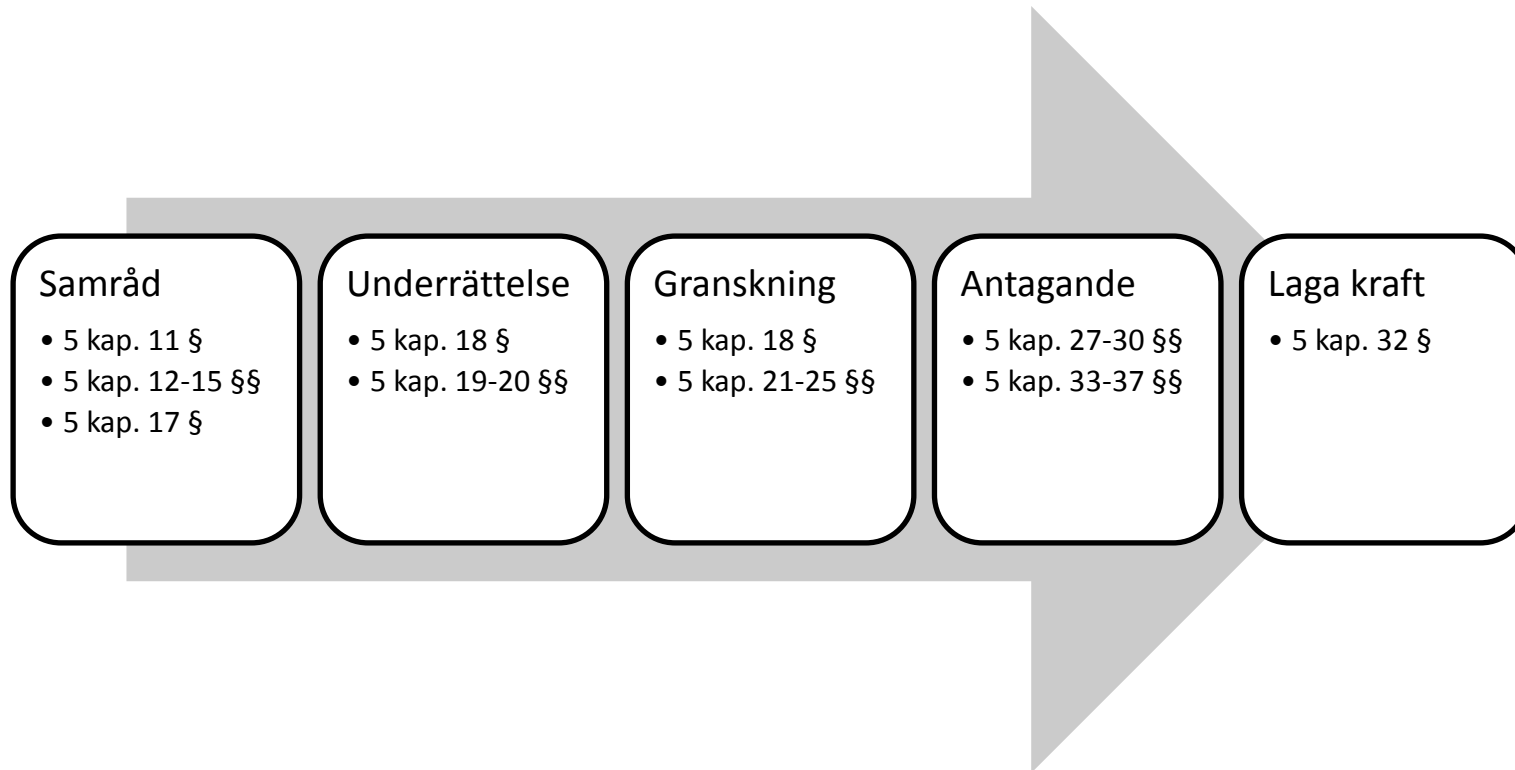 Samråd
• 5 kap. 11 §
• 5 kap. 12-15 §§
• 5 kap. 17 §
Underrättelse
• 5 kap. 18 §
• 5 kap. 19-20 §§
Granskning
• 5 kap. 18 §
• 5 kap. 21-25 §§
Antagande
• 5 kap. 27-30 §§
• 5 kap. 33-37 §§
Laga kraft
• 5 kap. 32 §